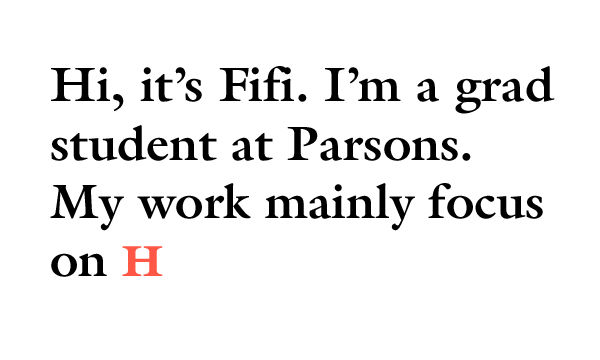 Hi, it’s Fifi. I’m a grad
student at Parsons.
My work mainly focus
on H